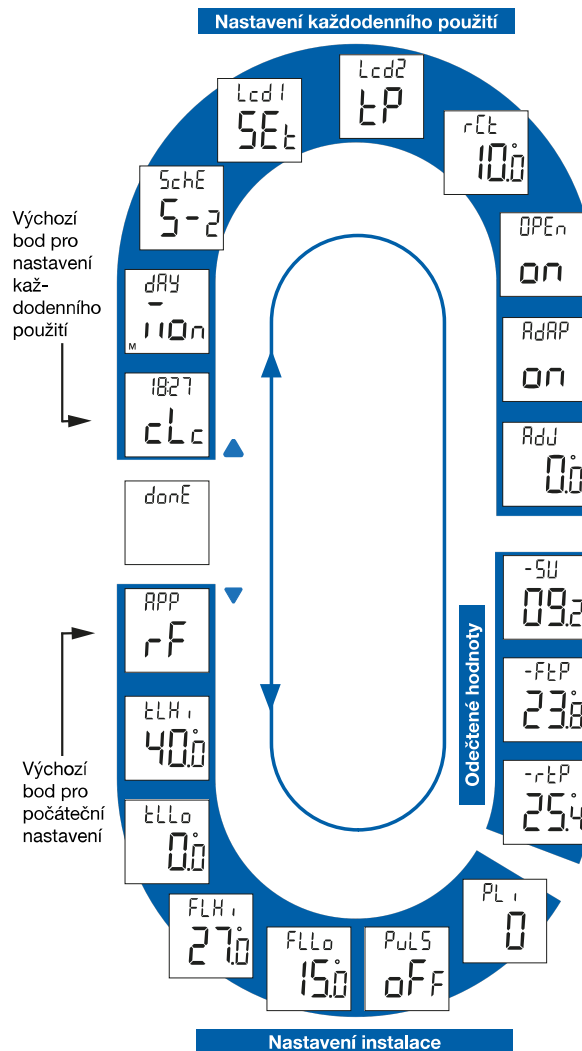 Nastavení každodenního použití
Lcd1
SEt
Lcd2
tP
rCt
10.0°
SchE
S-2
OPEn
on
Výchozí
bod pro
nastavení
kaž-
dodenního
použití
dAY
Mon
M
AdAP
on
18:27
cLc
AdJ
0.0°
donE
APP
rF
-SU
09.2
Odečtené hodnoty
-FtP
23.8°
tLHi
40.0°
-rtP
25.4°
Výchozí
bod pro
počáteční
nastavení
tLLo
0.0°
FLHi
27.0°
FLLo
15.0°
PuLS
oFF
PLi
0
Nastavení instalace